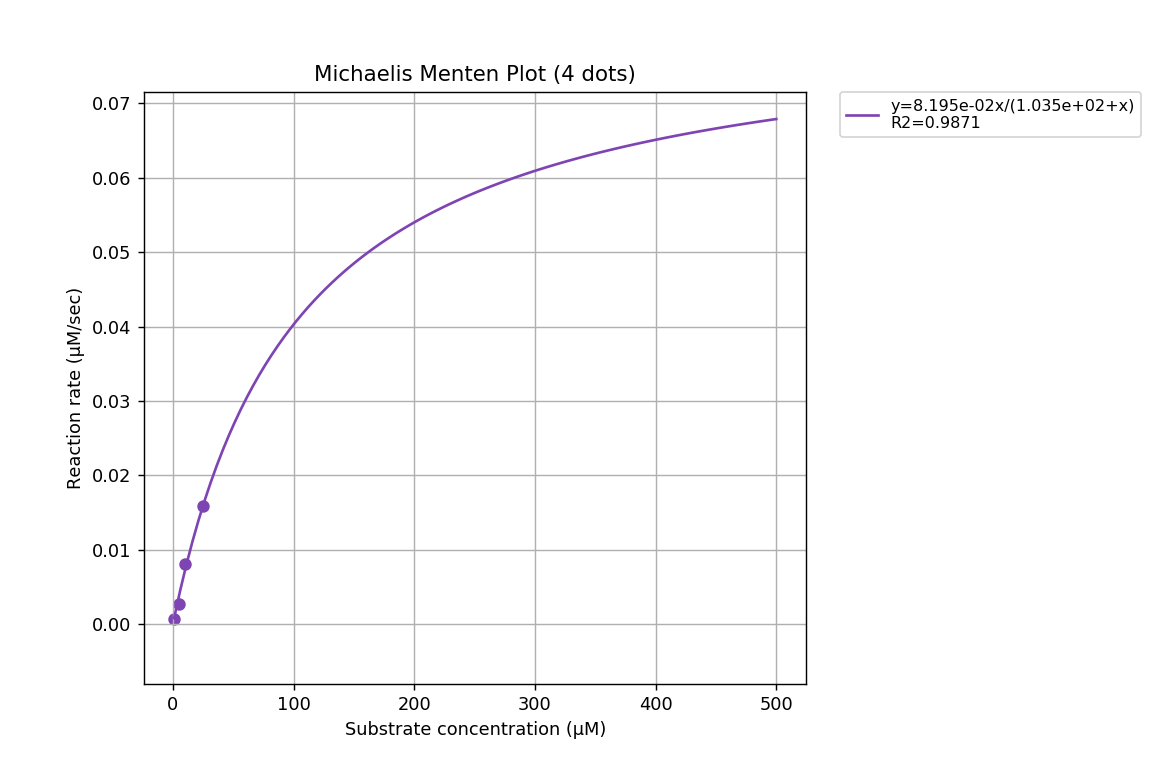 Michaelis Menten Plot (4 dots)
y=8.195e-02x/(1.035e+02+x)
R2=0.9871
0.07
0.06
0.05
0.04
0.03
0.02
0.01
0.00
Reaction rate (μM/sec)
0 100 200 300 400 500
Substrate concentration (μM)